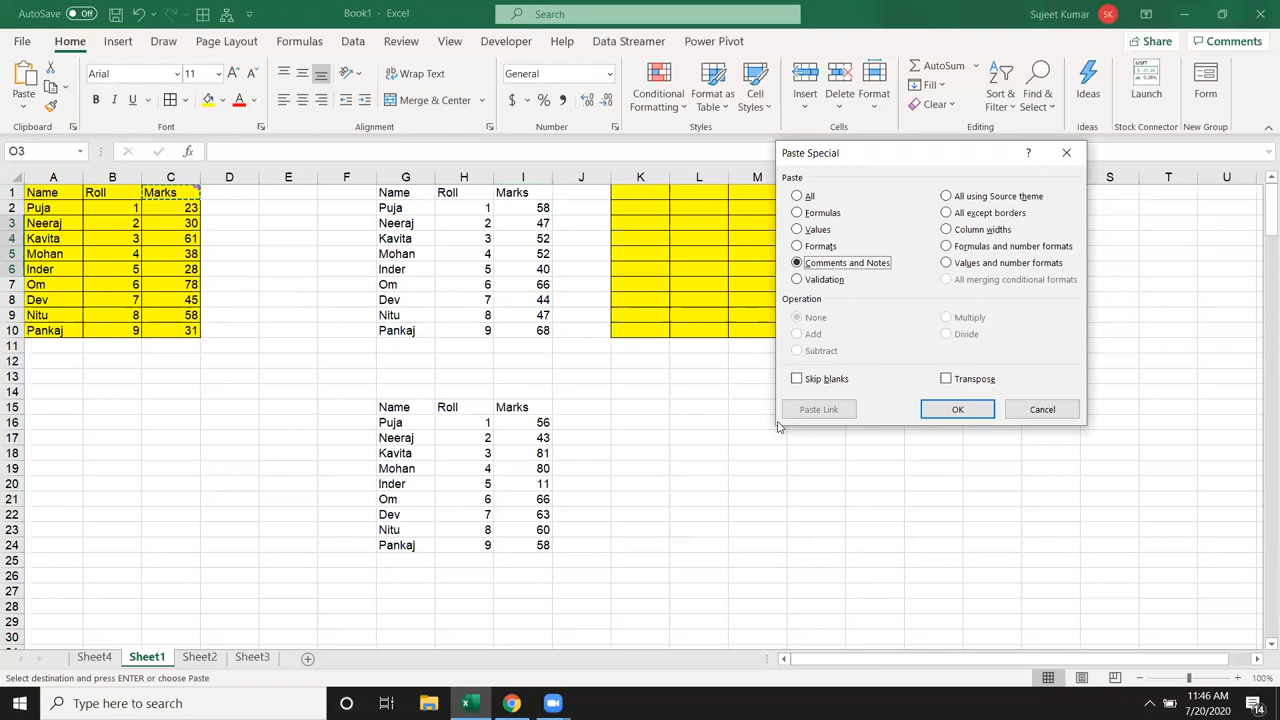 AutoSave Off Book1 - Excel Search Sujeet Kumar SK
File Home Insert Draw Page Layout Formulas Data Review View Developer Help Data Streamer Power Pivot Share Comments
Paste Arial 11 Wrap Text General Conditional Formatting Format as Table Cell Styles Insert Delete Format AutoSum Fill Clear Sort & Filter Find & Select Ideas Launch Form
Merge & Center
Clipboard Font Alignment Number Styles Cells Editing Ideas Stock Connector New Group
O3 fx
Paste Special
A B C D E F G H I J K L M S T U
1 Name Roll Marks Name Roll Marks
2 Puja 1 23 Puja 1 58
3 Neeraj 2 30 Neeraj 2 47
4 Kavita 3 61 Kavita 3 52
5 Mohan 4 38 Mohan 4 52
6 Inder 5 28 Inder 5 40
7 Om 6 78 Om 6 66
8 Dev 7 45 Dev 7 44
9 Nitu 8 58 Nitu 8 47
10 Pankaj 9 31 Pankaj 9 68
11
12
13
14
15 Name Roll Marks
16 Puja 1 56
17 Neeraj 2 43
18 Kavita 3 81
19 Mohan 4 80
20 Inder 5 11
21 Om 6 66
22 Dev 7 63
23 Nitu 8 60
24 Pankaj 9 58
25
26
27
28
29
30
Paste
All All using Source theme
Formulas All except borders
Values Column widths
Formats Formulas and number formats
Comments and Notes Values and number formats
Validation All merging conditional formats
Operation
None Multiply
Add Divide
Subtract
Skip blanks Transpose
Paste Link OK Cancel
Sheet4 Sheet1 Sheet2 Sheet3
Select destination and press ENTER or choose Paste 100%
Type here to search 11:46 AM
7/20/2020